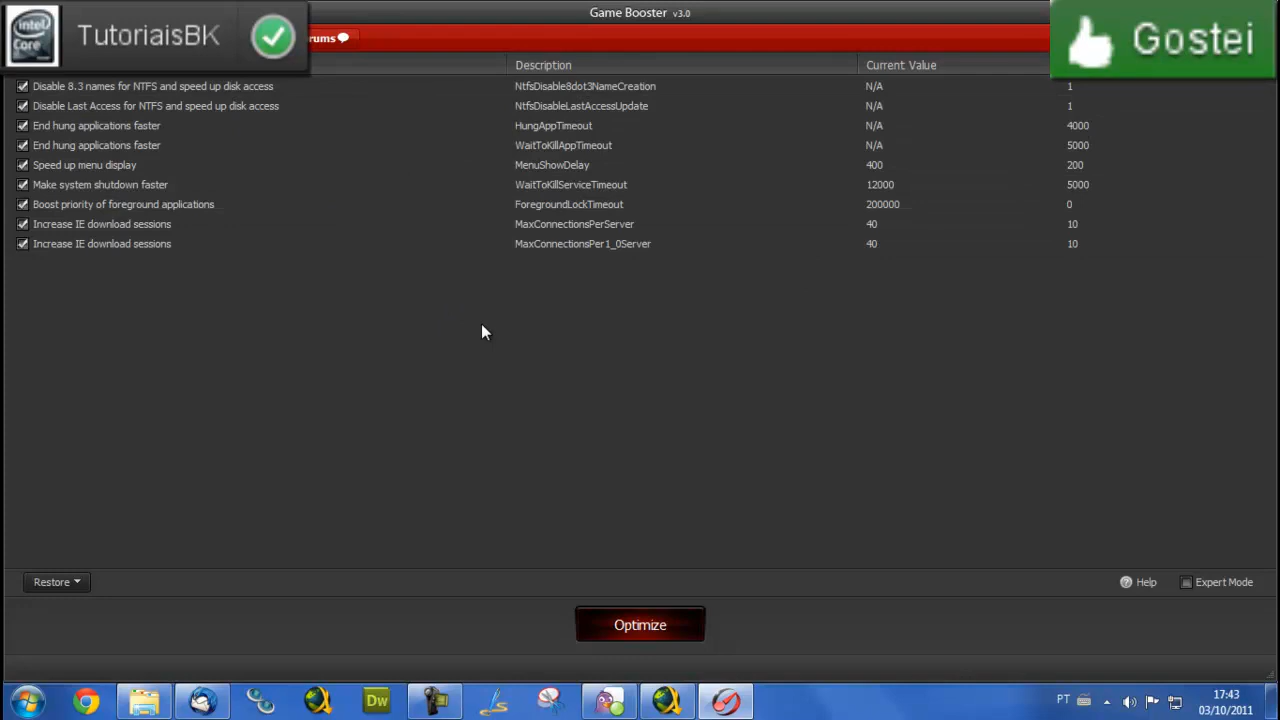 intel Core
TutoriaisBK
Game Booster v3.0
rums
Gostei
Description Current Value
Disable 8.3 names for NTFS and speed up disk access NtfsDisable8dot3NameCreation N/A 1
Disable Last Access for NTFS and speed up disk access NtfsDisableLastAccessUpdate N/A 1
End hung applications faster HungAppTimeout N/A 4000
End hung applications faster WaitToKillAppTimeout N/A 5000
Speed up menu display MenuShowDelay 400 200
Make system shutdown faster WaitToKillServiceTimeout 12000 5000
Boost priority of foreground applications ForegroundLockTimeout 200000 0
Increase IE download sessions MaxConnectionsPerServer 40 10
Increase IE download sessions MaxConnectionsPer1_0Server 40 10
Restore
? Help Expert Mode
Optimize
Dw
PT
17:43
03/10/2011